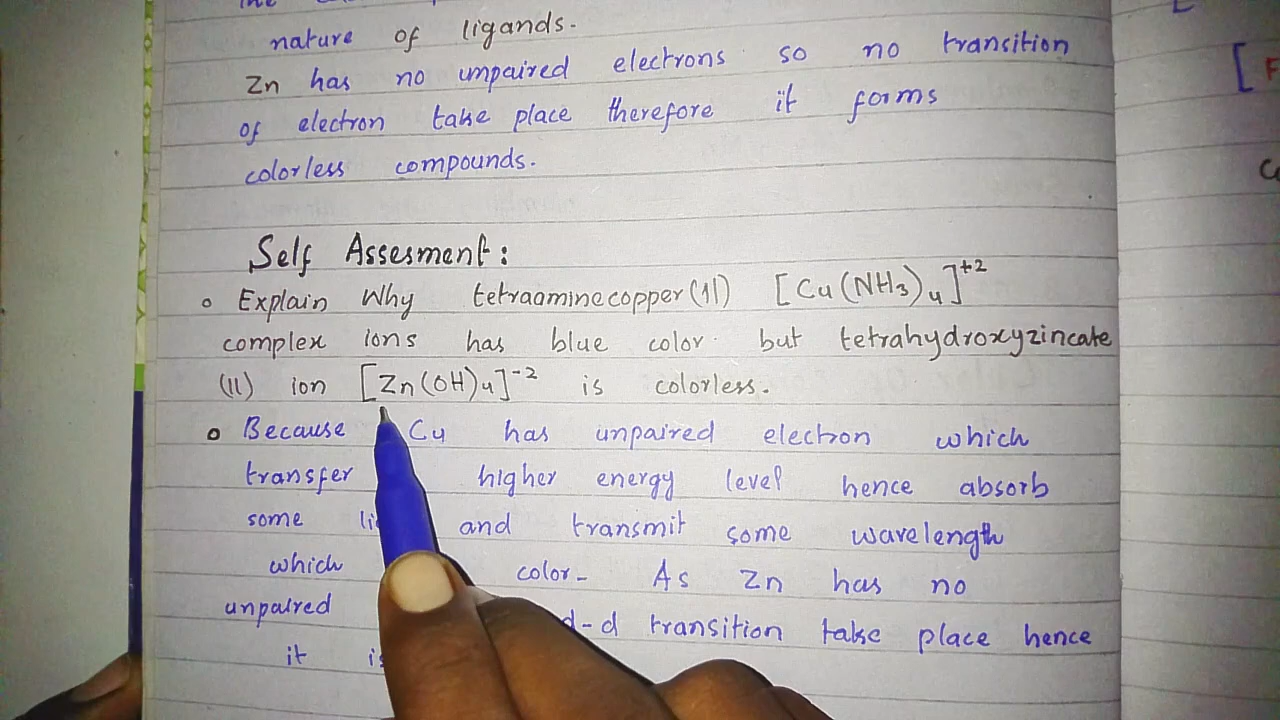 nature of ligands.
Zn has no unpaired electrons so no transition
of electron take place therefore it forms
colorless compounds.
Self Assesment:
Explain Why tetraaminecopper(II) [Cu(NH3)4]+2
complex ions has blue color but tetrahydroxyzincate
(II) ion [Zn(OH)4]-2 is colorless.
Because Cu has unpaired electron which
transfer higher energy level hence absorb
some and transmit some wavelength
which color. As Zn has no
unpaired d-d transition take place hence
it